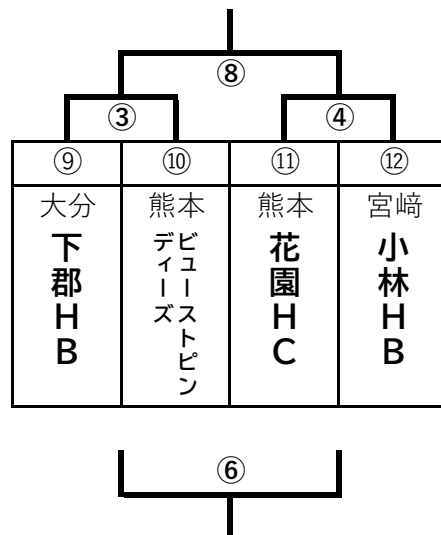 ⑧
③ ④
⑨ ⑩ ⑪ ⑫
大分 熊本 熊本 宮﨑
下郡HB
ビューストピンディーズ
花園HC
小林HB
⑥